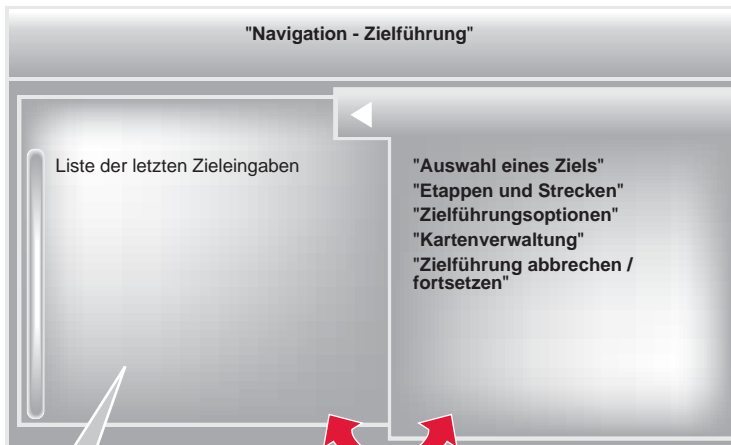 "Navigation - Zielführung"
Liste der letzten Zieleingaben
"Auswahl eines Ziels"
"Etappen und Strecken"
"Zielführungsoptionen"
"Kartenverwaltung"
"Zielführung abbrechen /
fortsetzen"